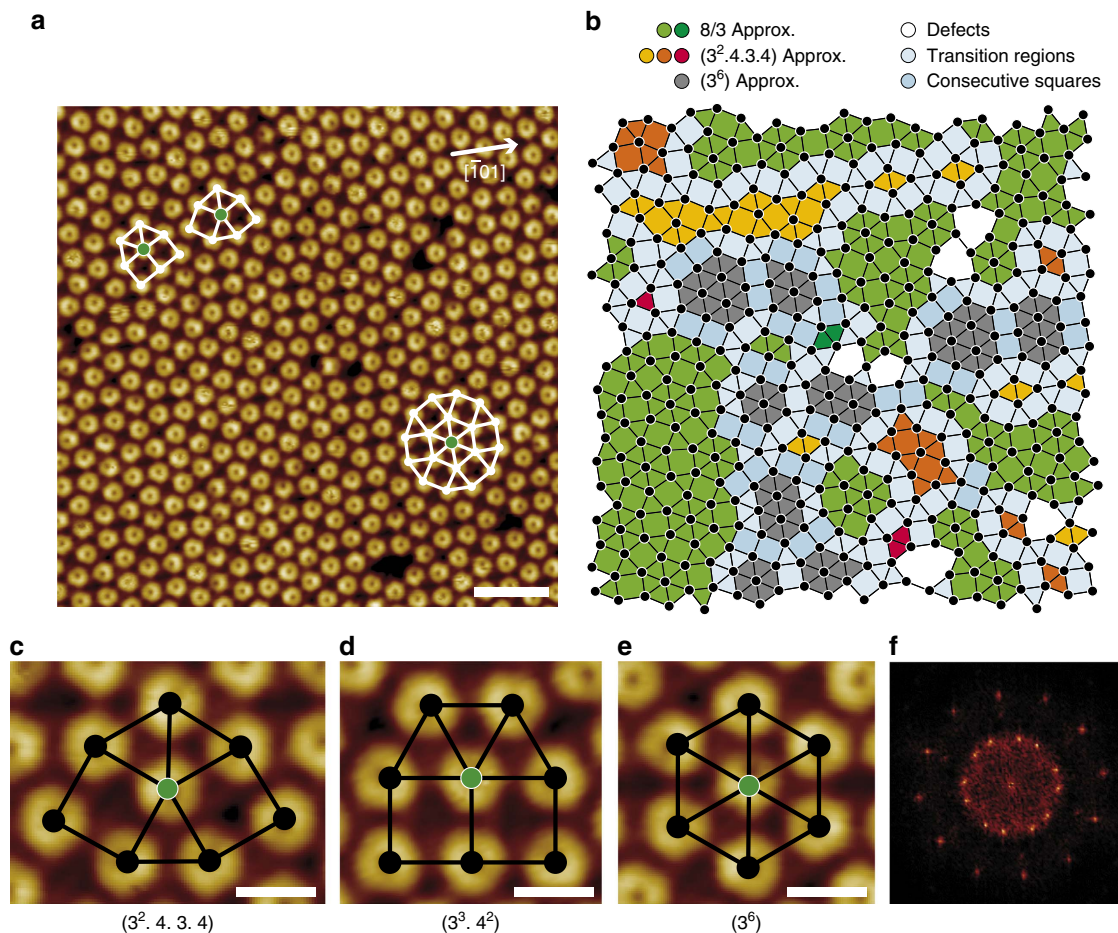 a
[1̄01]
b
8/3 Approx.
(3².4.3.4) Approx.
(3⁶) Approx.
Defects
Transition regions
Consecutive squares
c
(3². 4. 3. 4)
d
(3³. 4²)
e
(3⁶)
f